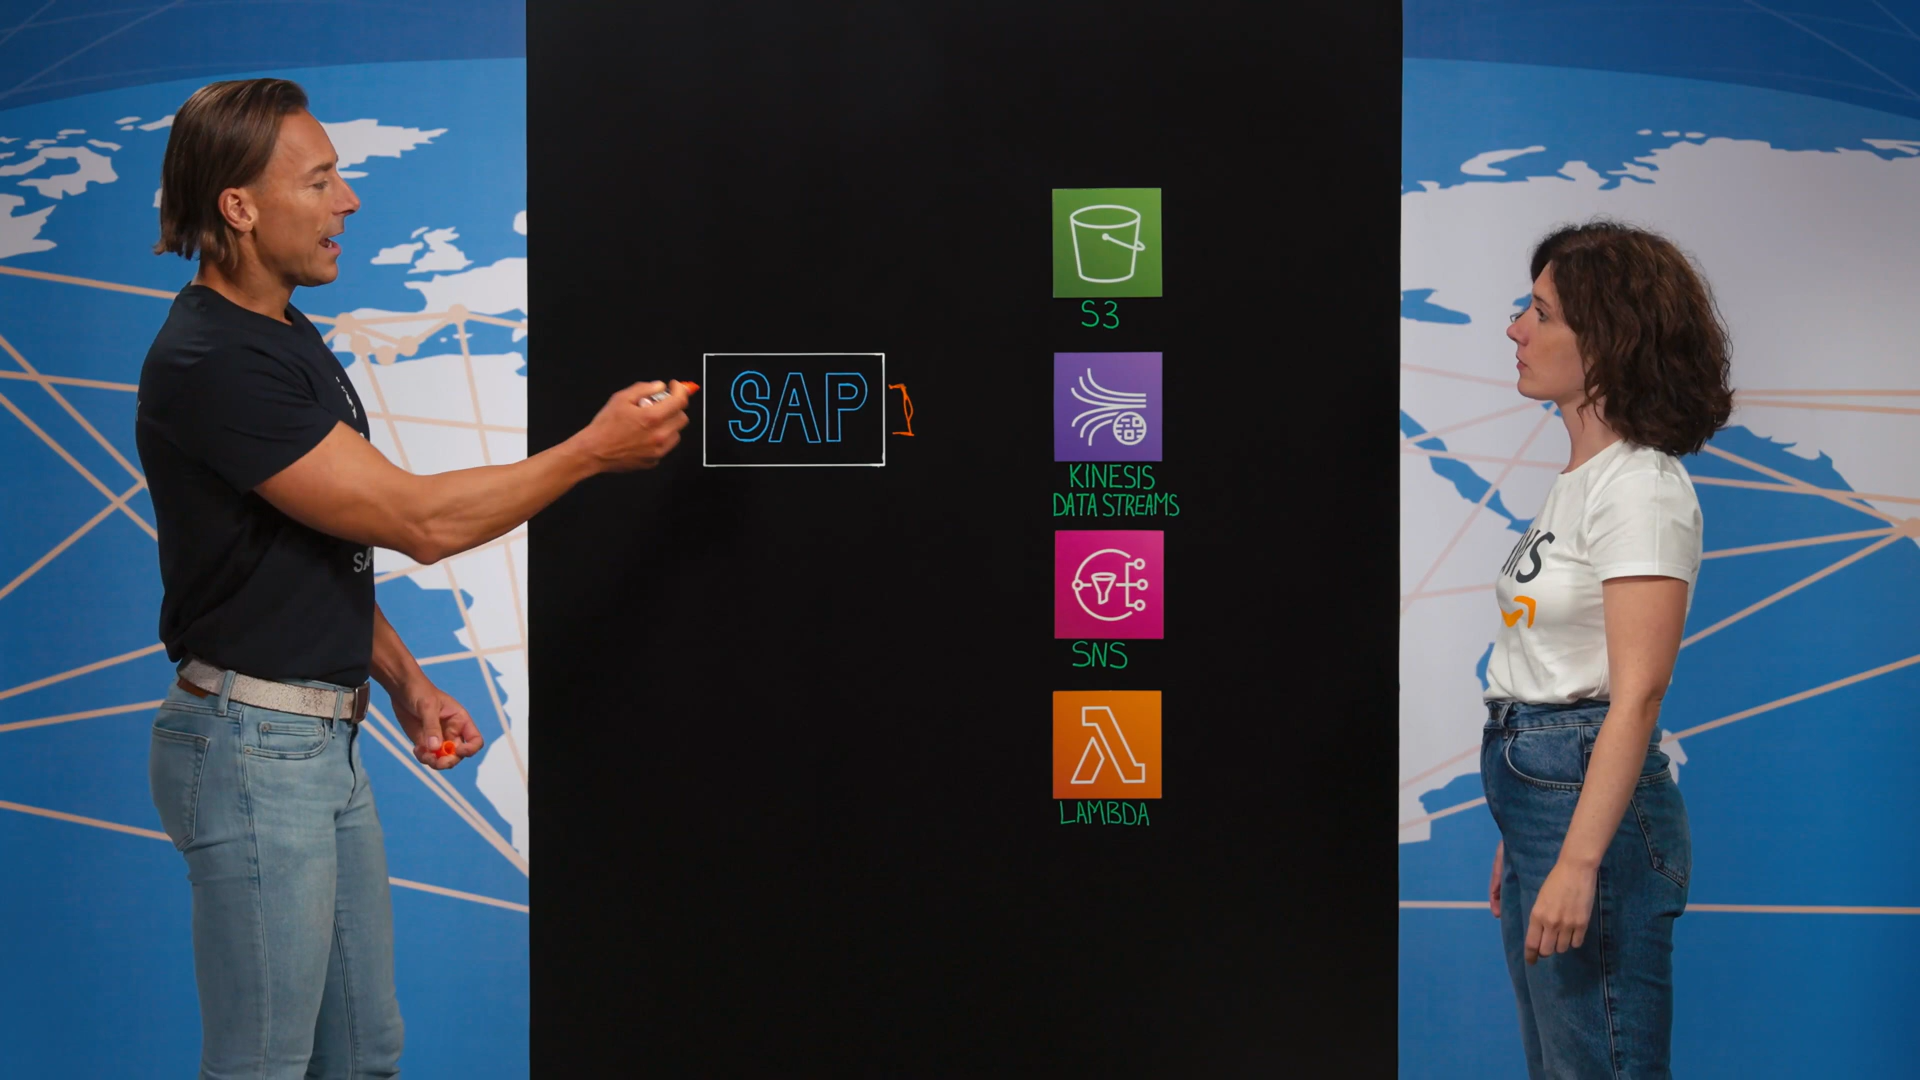 SAP
S3
KINESIS
DATA STREAMS
SNS
LAMBDA